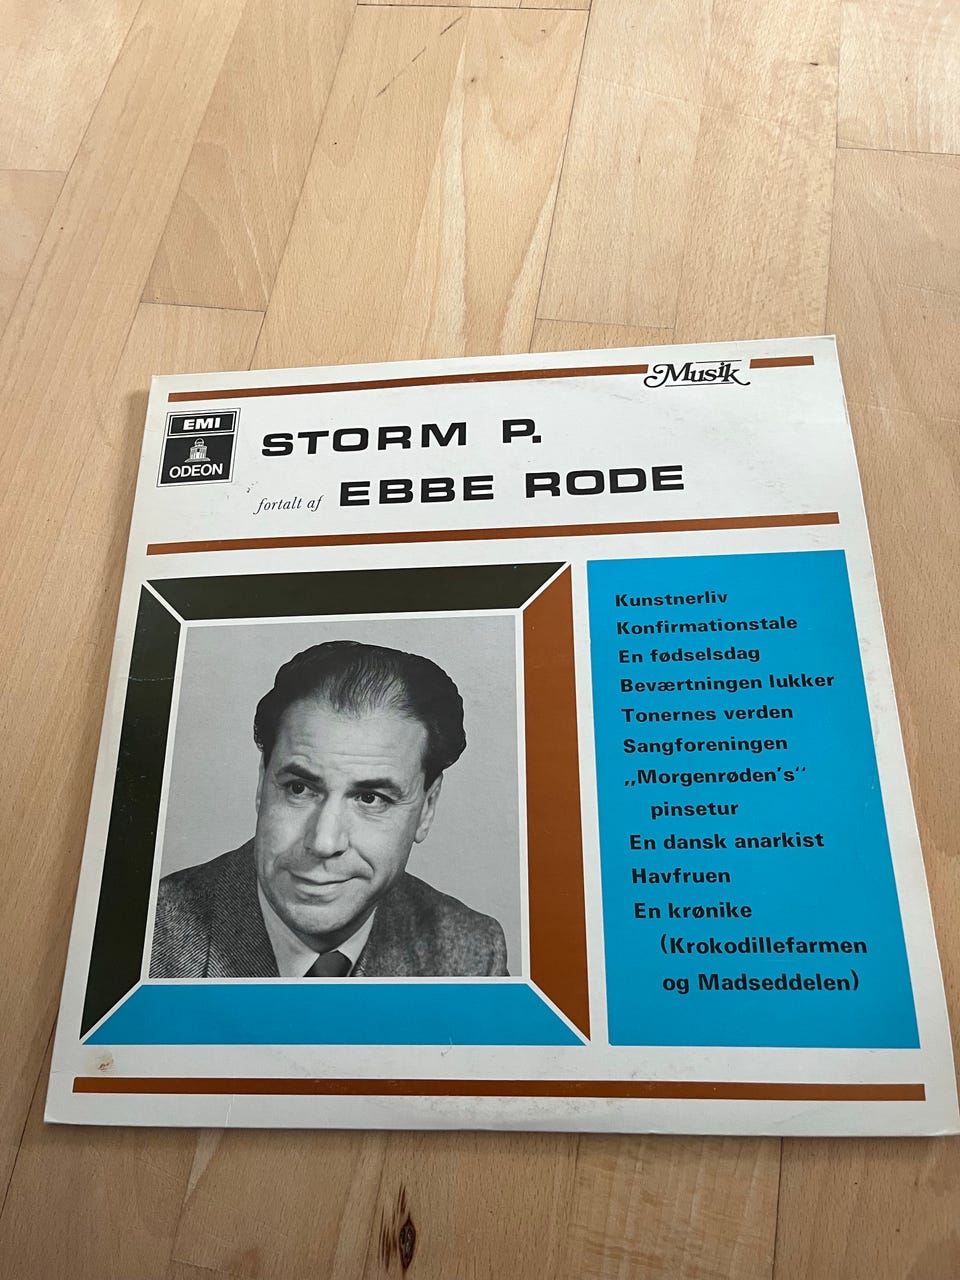 Musik
EMI
ODEON
STORM P.
fortalt af EBBE RODE
Kunstnerliv
Konfirmationstale
En fødselsdag
Beværtningen lukker
Tonernes verden
Sangforeningen
„Morgenrøden's“
pinsetur
En dansk anarkist
Havfruen
En krønike
(Krokodillefarmen
og Madseddelen)